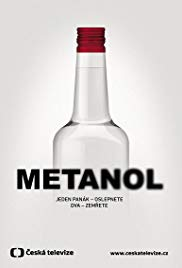 METANOL
JEDEN PANÁK – OSLEPNETE
DVA – ZEMŘETE
Česká televize
www.ceskatelevize.cz